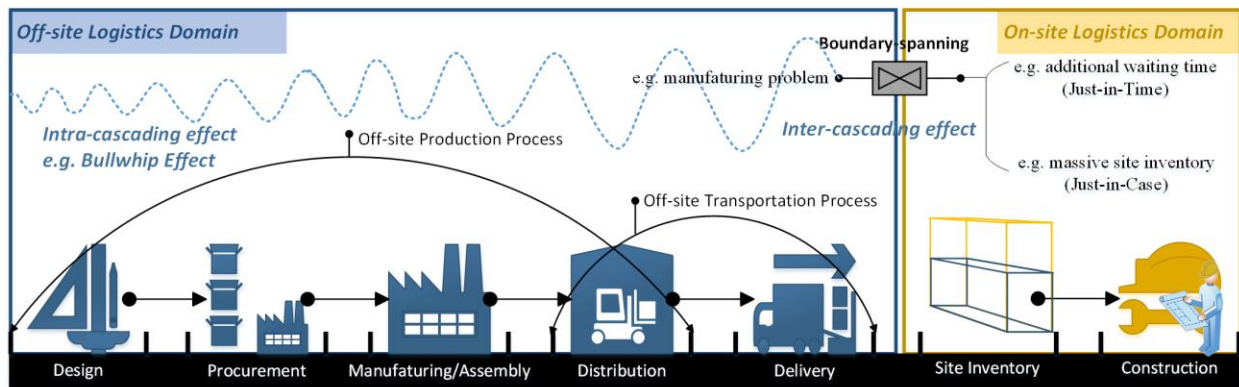 Off-site Logistics Domain
On-site Logistics Domain
Boundary-spanning
e.g. manufaturing problem
e.g. additional waiting time
(Just-in-Time)
Intra-cascading effect
e.g. Bullwhip Effect
Off-site Production Process
Inter-cascading effect
e.g. massive site inventory
(Just-in-Case)
Off-site Transportation Process
Design
Procurement
Manufaturing/Assembly
Distribution
Delivery
Site Inventory
Construction